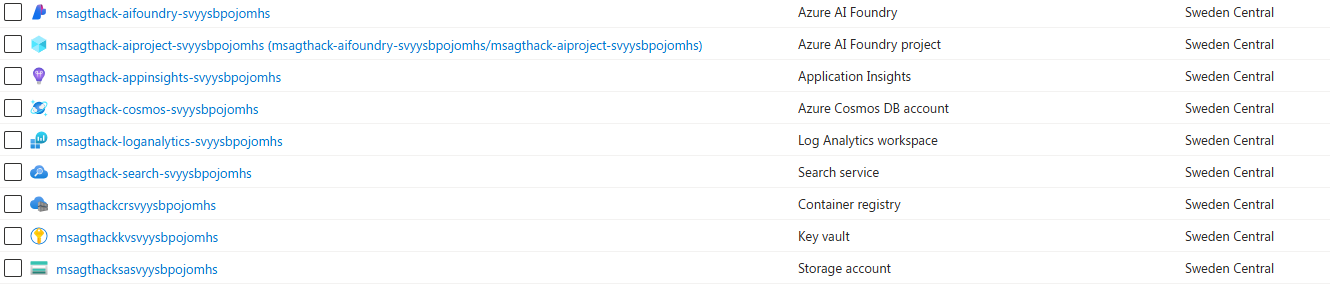 msagthack-aifoundry-svyysbpojomhs Azure AI Foundry Sweden Central
msagthack-aiproject-svyysbpojomhs (msagthack-aifoundry-svyysbpojomhs/msagthack-aiproject-svyysbpojomhs) Azure AI Foundry project Sweden Central
msagthack-appinsights-svyysbpojomhs Application Insights Sweden Central
msagthack-cosmos-svyysbpojomhs Azure Cosmos DB account Sweden Central
msagthack-loganalytics-svyysbpojomhs Log Analytics workspace Sweden Central
msagthack-search-svyysbpojomhs Search service Sweden Central
msagthackcrsvyysbpojomhs Container registry Sweden Central
msagthackkvsvyysbpojomhs Key vault Sweden Central
msagthacksasvyysbpojomhs Storage account Sweden Central